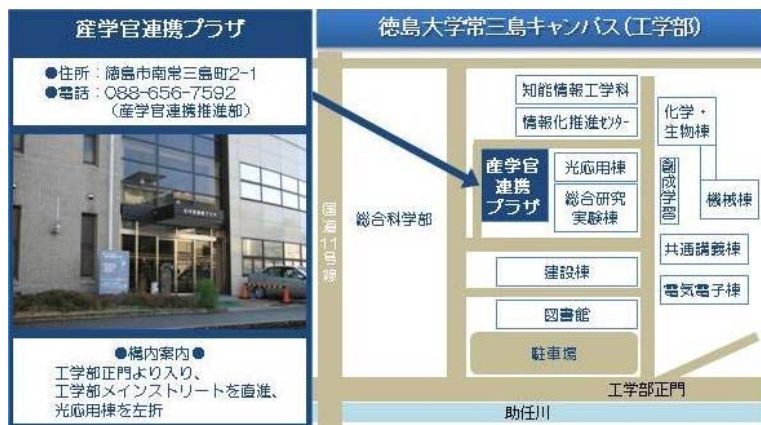 産学官連携プラザ
●住所：徳島市南常三島町2-1
●電話：088-656-7592
(産学官連携推進部)
●構内案内●
工学部正門より入り、
工学部メインストリートを直進、
光応用棟を左折
徳島大学常三島キャンパス(工学部)
国道11号線
総合科学部
知能情報工学科
情報化推進センター
産学官
連携
プラザ
光応用棟
総合研究
実験棟
建設棟
図書館
駐車場
化学・
生物棟
創成学習
機械棟
共通講義棟
電気電子棟
工学部正門
助任川